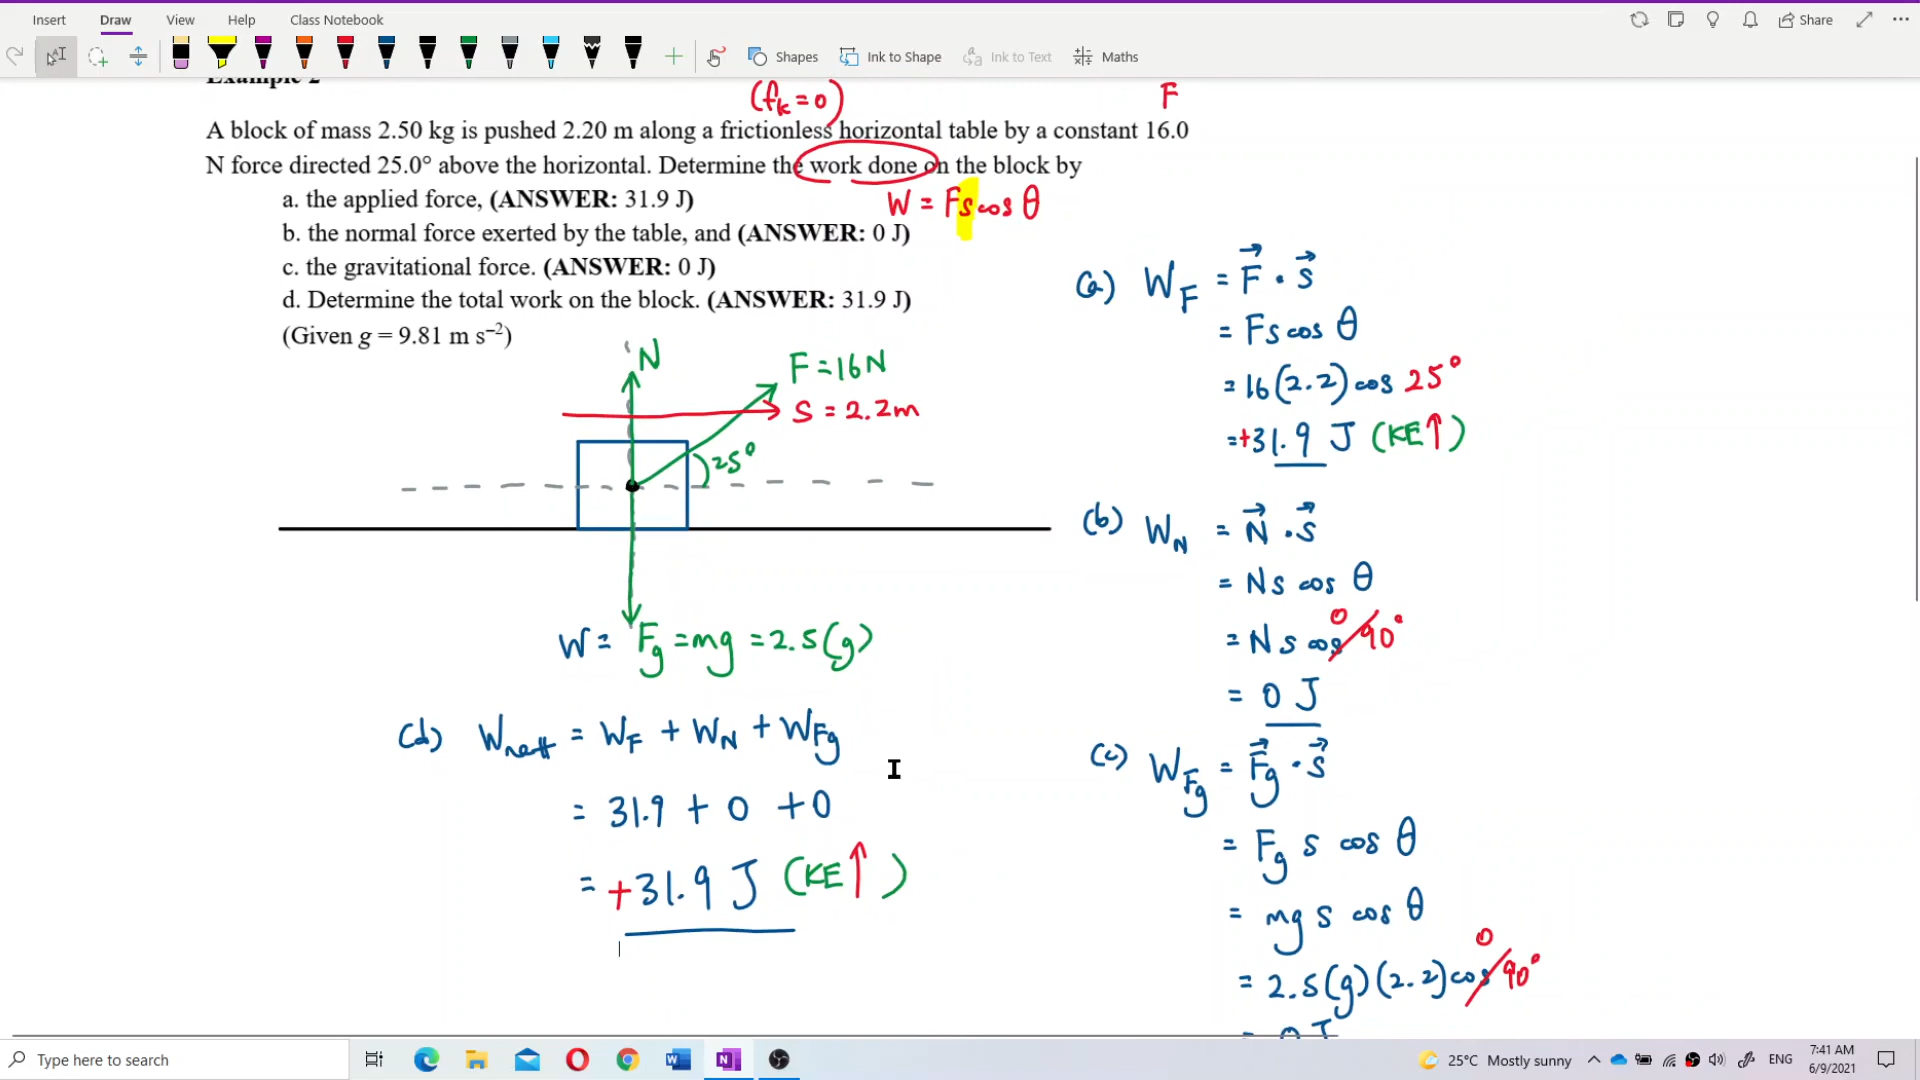 Insert Draw View Help Class Notebook
Share
Shapes Ink to Shape Ink to Text Maths
Example 2
(fk = 0) F
A block of mass 2.50 kg is pushed 2.20 m along a frictionless horizontal table by a constant 16.0
N force directed 25.0° above the horizontal. Determine the work done on the block by
a. the applied force, (ANSWER: 31.9 J)
W = Fs cos θ
b. the normal force exerted by the table, and (ANSWER: 0 J)
c. the gravitational force. (ANSWER: 0 J)
d. Determine the total work on the block. (ANSWER: 31.9 J)
(Given g = 9.81 m s⁻²)
N
F = 16N
S = 2.2m
25°
W = Fg = mg = 2.5(g)
(d) Wnett = WF + WN + WFg
= 31.9 + 0 + 0
= +31.9 J (KE↑)
(a) WF = F⃗ · s⃗
= Fs cos θ
= 16(2.2) cos 25°
= +31.9 J (KE↑)
(b) WN = N⃗ · s⃗
= Ns cos θ
= Ns cos 90° 0
= 0 J
(c) WFg = F⃗g · s⃗
= Fg s cos θ
= mg s cos θ
= 2.5(g)(2.2) cos 90° 0
= 0 J
Type here to search
25°C Mostly sunny
ENG
7:41 AM
6/9/2021